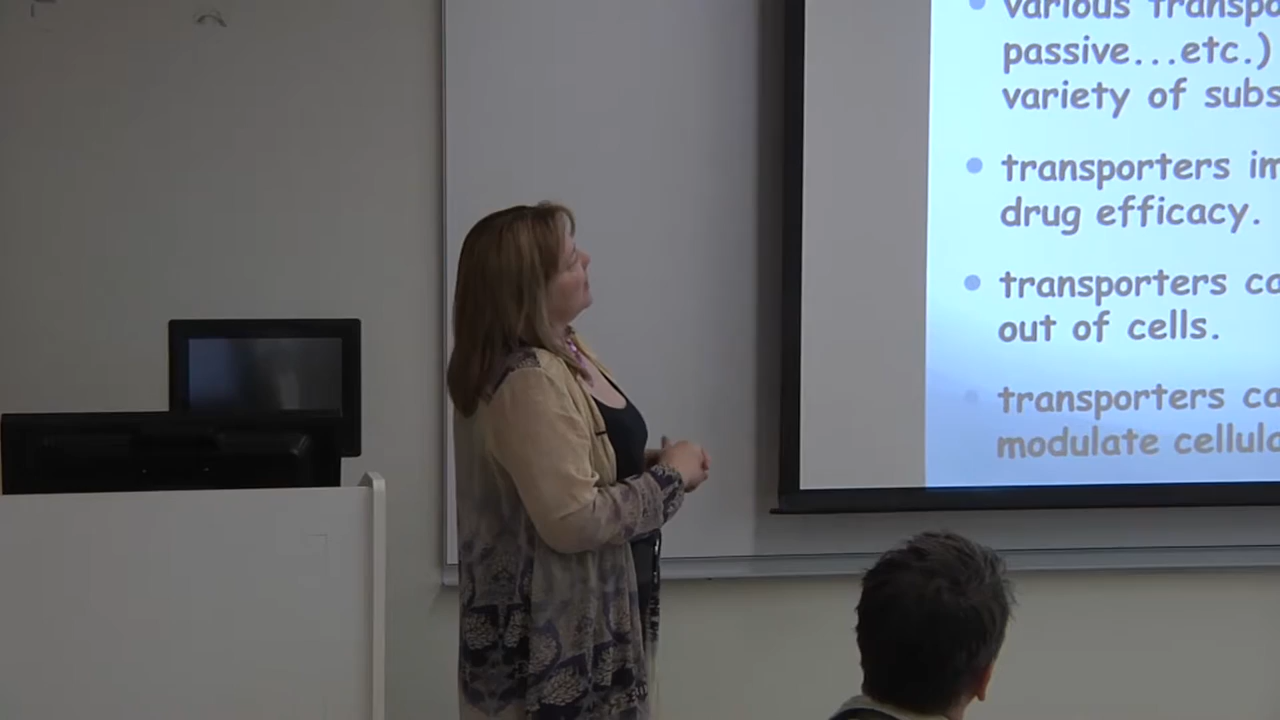 • various transpo
passive...etc.)
variety of subs
• transporters im
drug efficacy.
• transporters ca
out of cells.
• transporters ca
modulate cellula